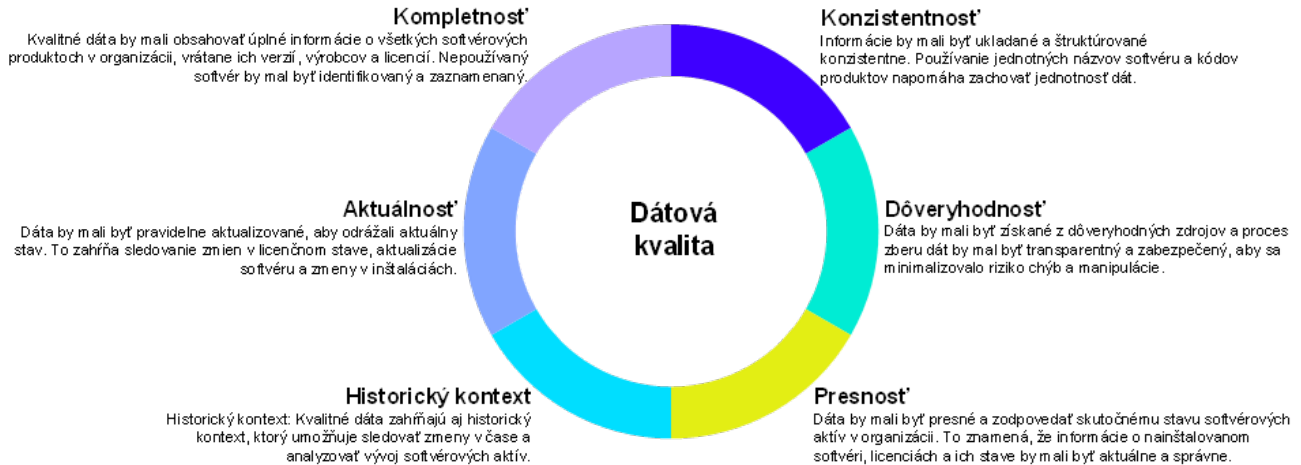 Kompletnosť
Kvalitné dáta by mali obsahovať úplné informácie o všetkých softvérových
produktoch v organizácii, vrátane ich verzií, výrobcov a licencií. Nepoužívaný
softvér by mal byť identifikovaný a zaznamenaný.
Konzistentnosť
Informácie by mali byť ukladané a štruktúrované
konzistentne. Používanie jednotných názvov softvéru a kódov
produktov napomáha zachovať jednotnosť dát.
Aktuálnosť
Dáta by mali byť pravidelne aktualizované, aby odrážali aktuálny
stav. To zahŕňa sledovanie zmien v licenčnom stave, aktualizácie
softvéru a zmeny v inštaláciách.
Dátová
kvalita
Dôveryhodnosť
Dáta by mali byť získané z dôveryhodných zdrojov a proces
zberu dát by mal byť transparentný a zabezpečený, aby sa
minimalizovalo riziko chýb a manipulácie.
Historický kontext
Historický kontext: Kvalitné dáta zahŕňajú aj historický
kontext, ktorý umožňuje sledovať zmeny v čase a
analyzovať vývoj softvérových aktív.
Presnosť
Dáta by mali byť presné a zodpovedať skutočnému stavu softvérových
aktív v organizácii. To znamená, že informácie o nainštalovanom
softvéri, licenciách a ich stave by mali byť aktuálne a správne.